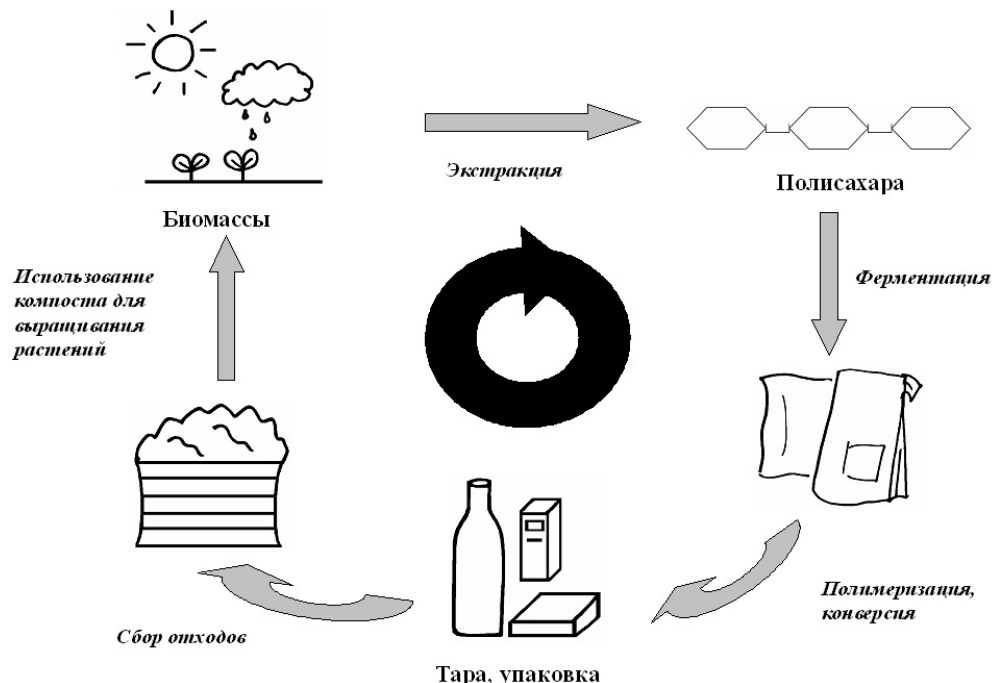 Экстракция
Полисахара
Биомассы
Использование
компоста для
выращивания
растений
Ферментация
Полимеризация,
конверсия
Сбор отходов
Тара, упаковка